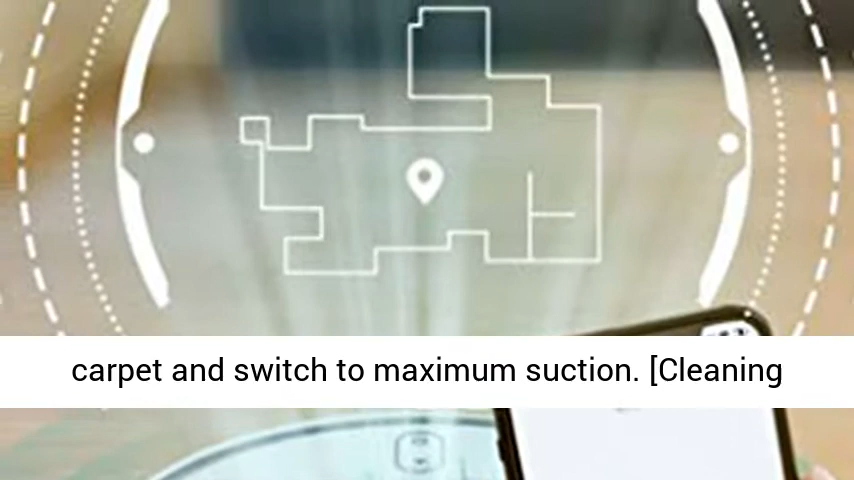 carpet and switch to maximum suction. [Cleaning